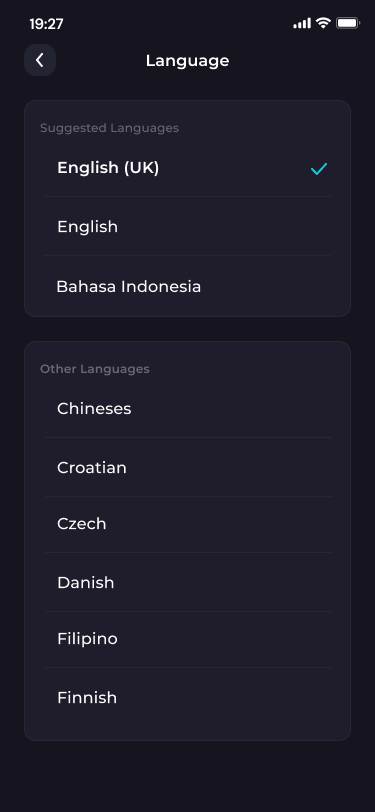 19:27
Language
Suggested Languages
English (UK)
English
Bahasa Indonesia
Other Languages
Chineses
Croatian
Czech
Danish
Filipino
Finnish